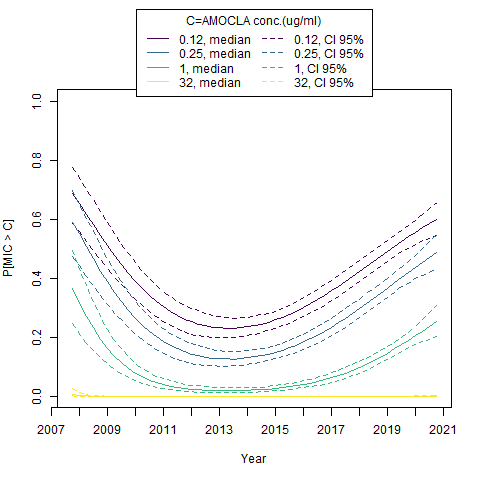 C=AMOCLA conc.(ug/ml)
0.12, median 0.12, CI 95%
0.25, median 0.25, CI 95%
1, median 1, CI 95%
32, median 32, CI 95%
1.0
0.8
0.6
0.4
0.2
0.0
P[MIC > C]
2007 2009 2011 2013 2015 2017 2019 2021
Year